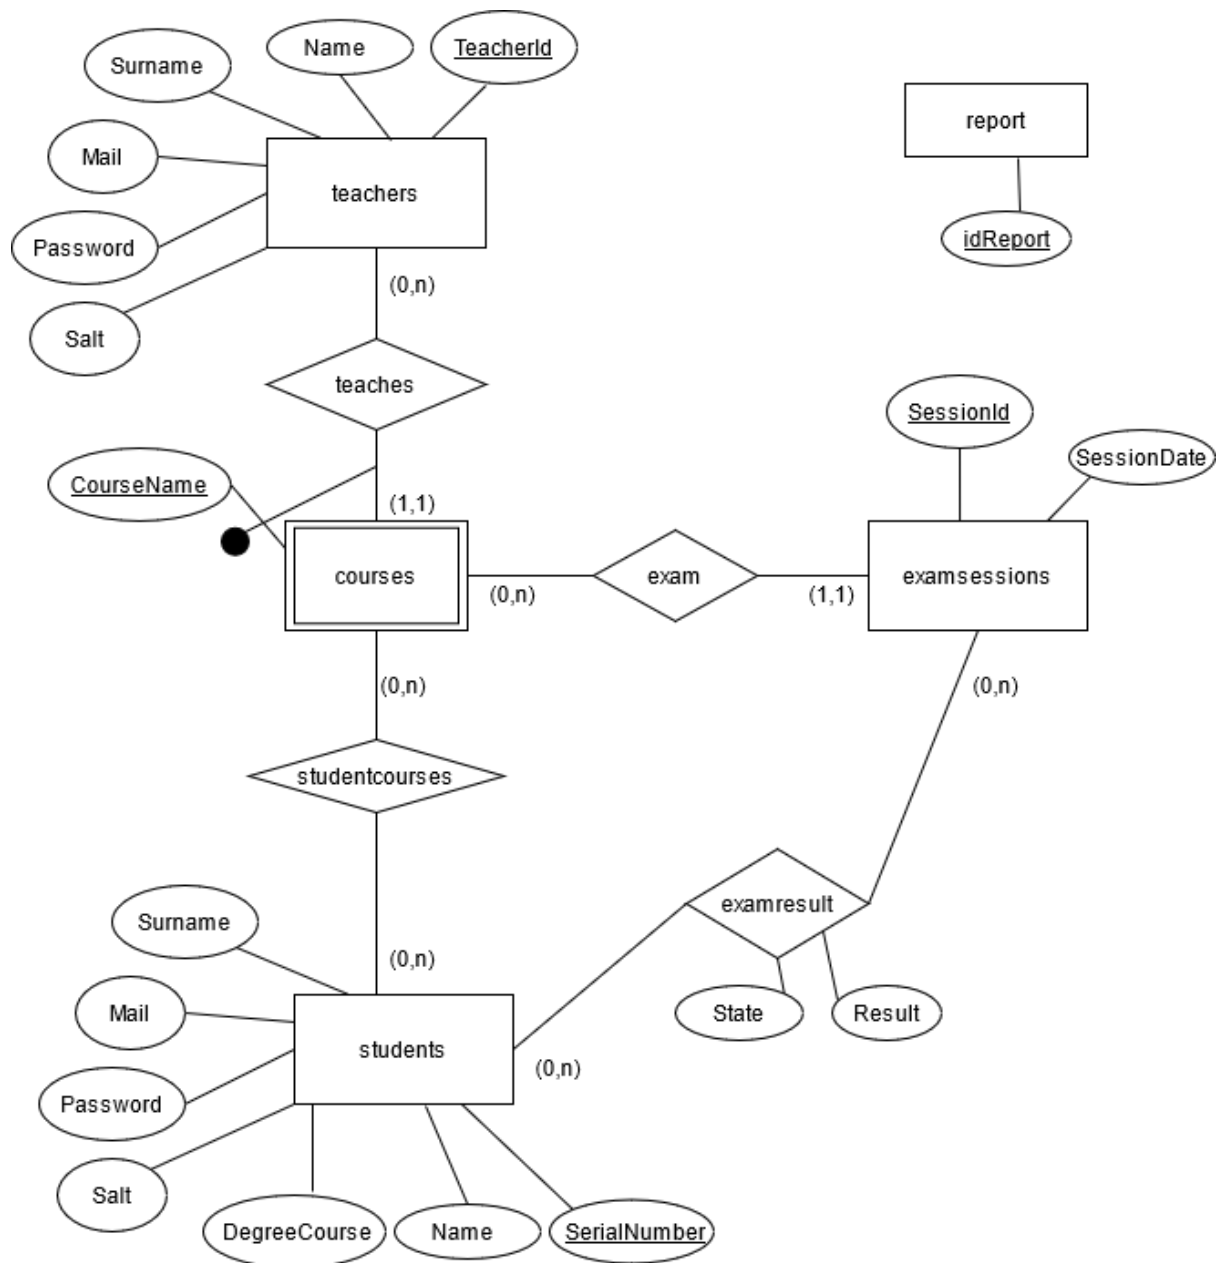 Name
TeacherId
Surname
report
Mail
teachers
Password
idReport
(0,n)
Salt
teaches
SessionId
SessionDate
CourseName
(1,1)
courses
exam
examsessions
(0,n)
(1,1)
(0,n)
(0,n)
studentcourses
examresult
Surname
(0,n)
Mail
State
Result
students
(0,n)
Password
Salt
DegreeCourse
Name
SerialNumber